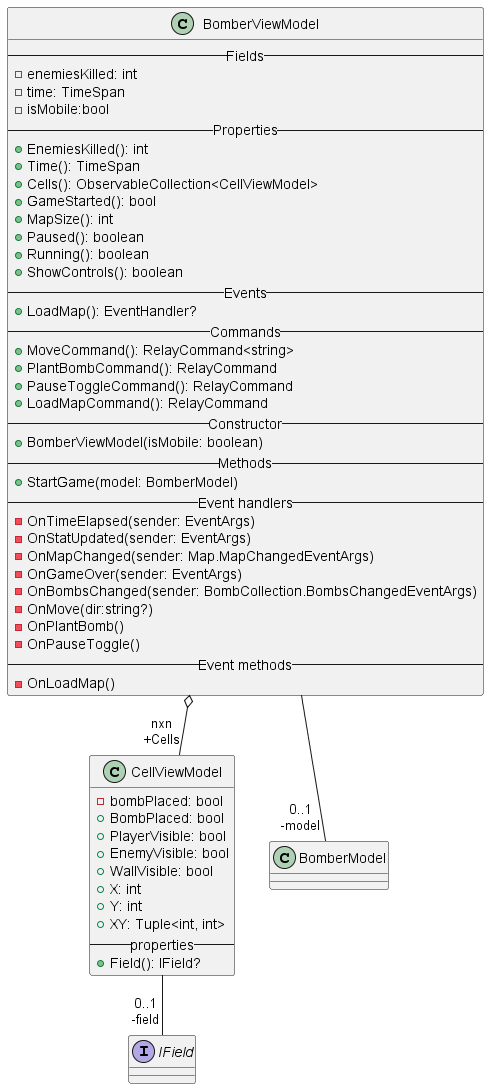 C BomberViewModel
Fields
enemiesKilled: int
time: TimeSpan
isMobile:bool
Properties
EnemiesKilled(): int
Time(): TimeSpan
Cells(): ObservableCollection<CellViewModel>
GameStarted(): bool
MapSize(): int
Paused(): boolean
Running(): boolean
ShowControls(): boolean
Events
LoadMap(): EventHandler?
Commands
MoveCommand(): RelayCommand<string>
PlantBombCommand(): RelayCommand
PauseToggleCommand(): RelayCommand
LoadMapCommand(): RelayCommand
Constructor
BomberViewModel(isMobile: boolean)
Methods
StartGame(model: BomberModel)
Event handlers
OnTimeElapsed(sender: EventArgs)
OnStatUpdated(sender: EventArgs)
OnMapChanged(sender: Map.MapChangedEventArgs)
OnGameOver(sender: EventArgs)
OnBombsChanged(sender: BombCollection.BombsChangedEventArgs)
OnMove(dir:string?)
OnPlantBomb()
OnPauseToggle()
Event methods
OnLoadMap()
nxn
+Cells
C CellViewModel
bombPlaced: bool
BombPlaced: bool
PlayerVisible: bool
EnemyVisible: bool
WallVisible: bool
X: int
Y: int
XY: Tuple<int, int>
properties
Field(): IField?
0..1
-model
C BomberModel
0..1
-field
I IField